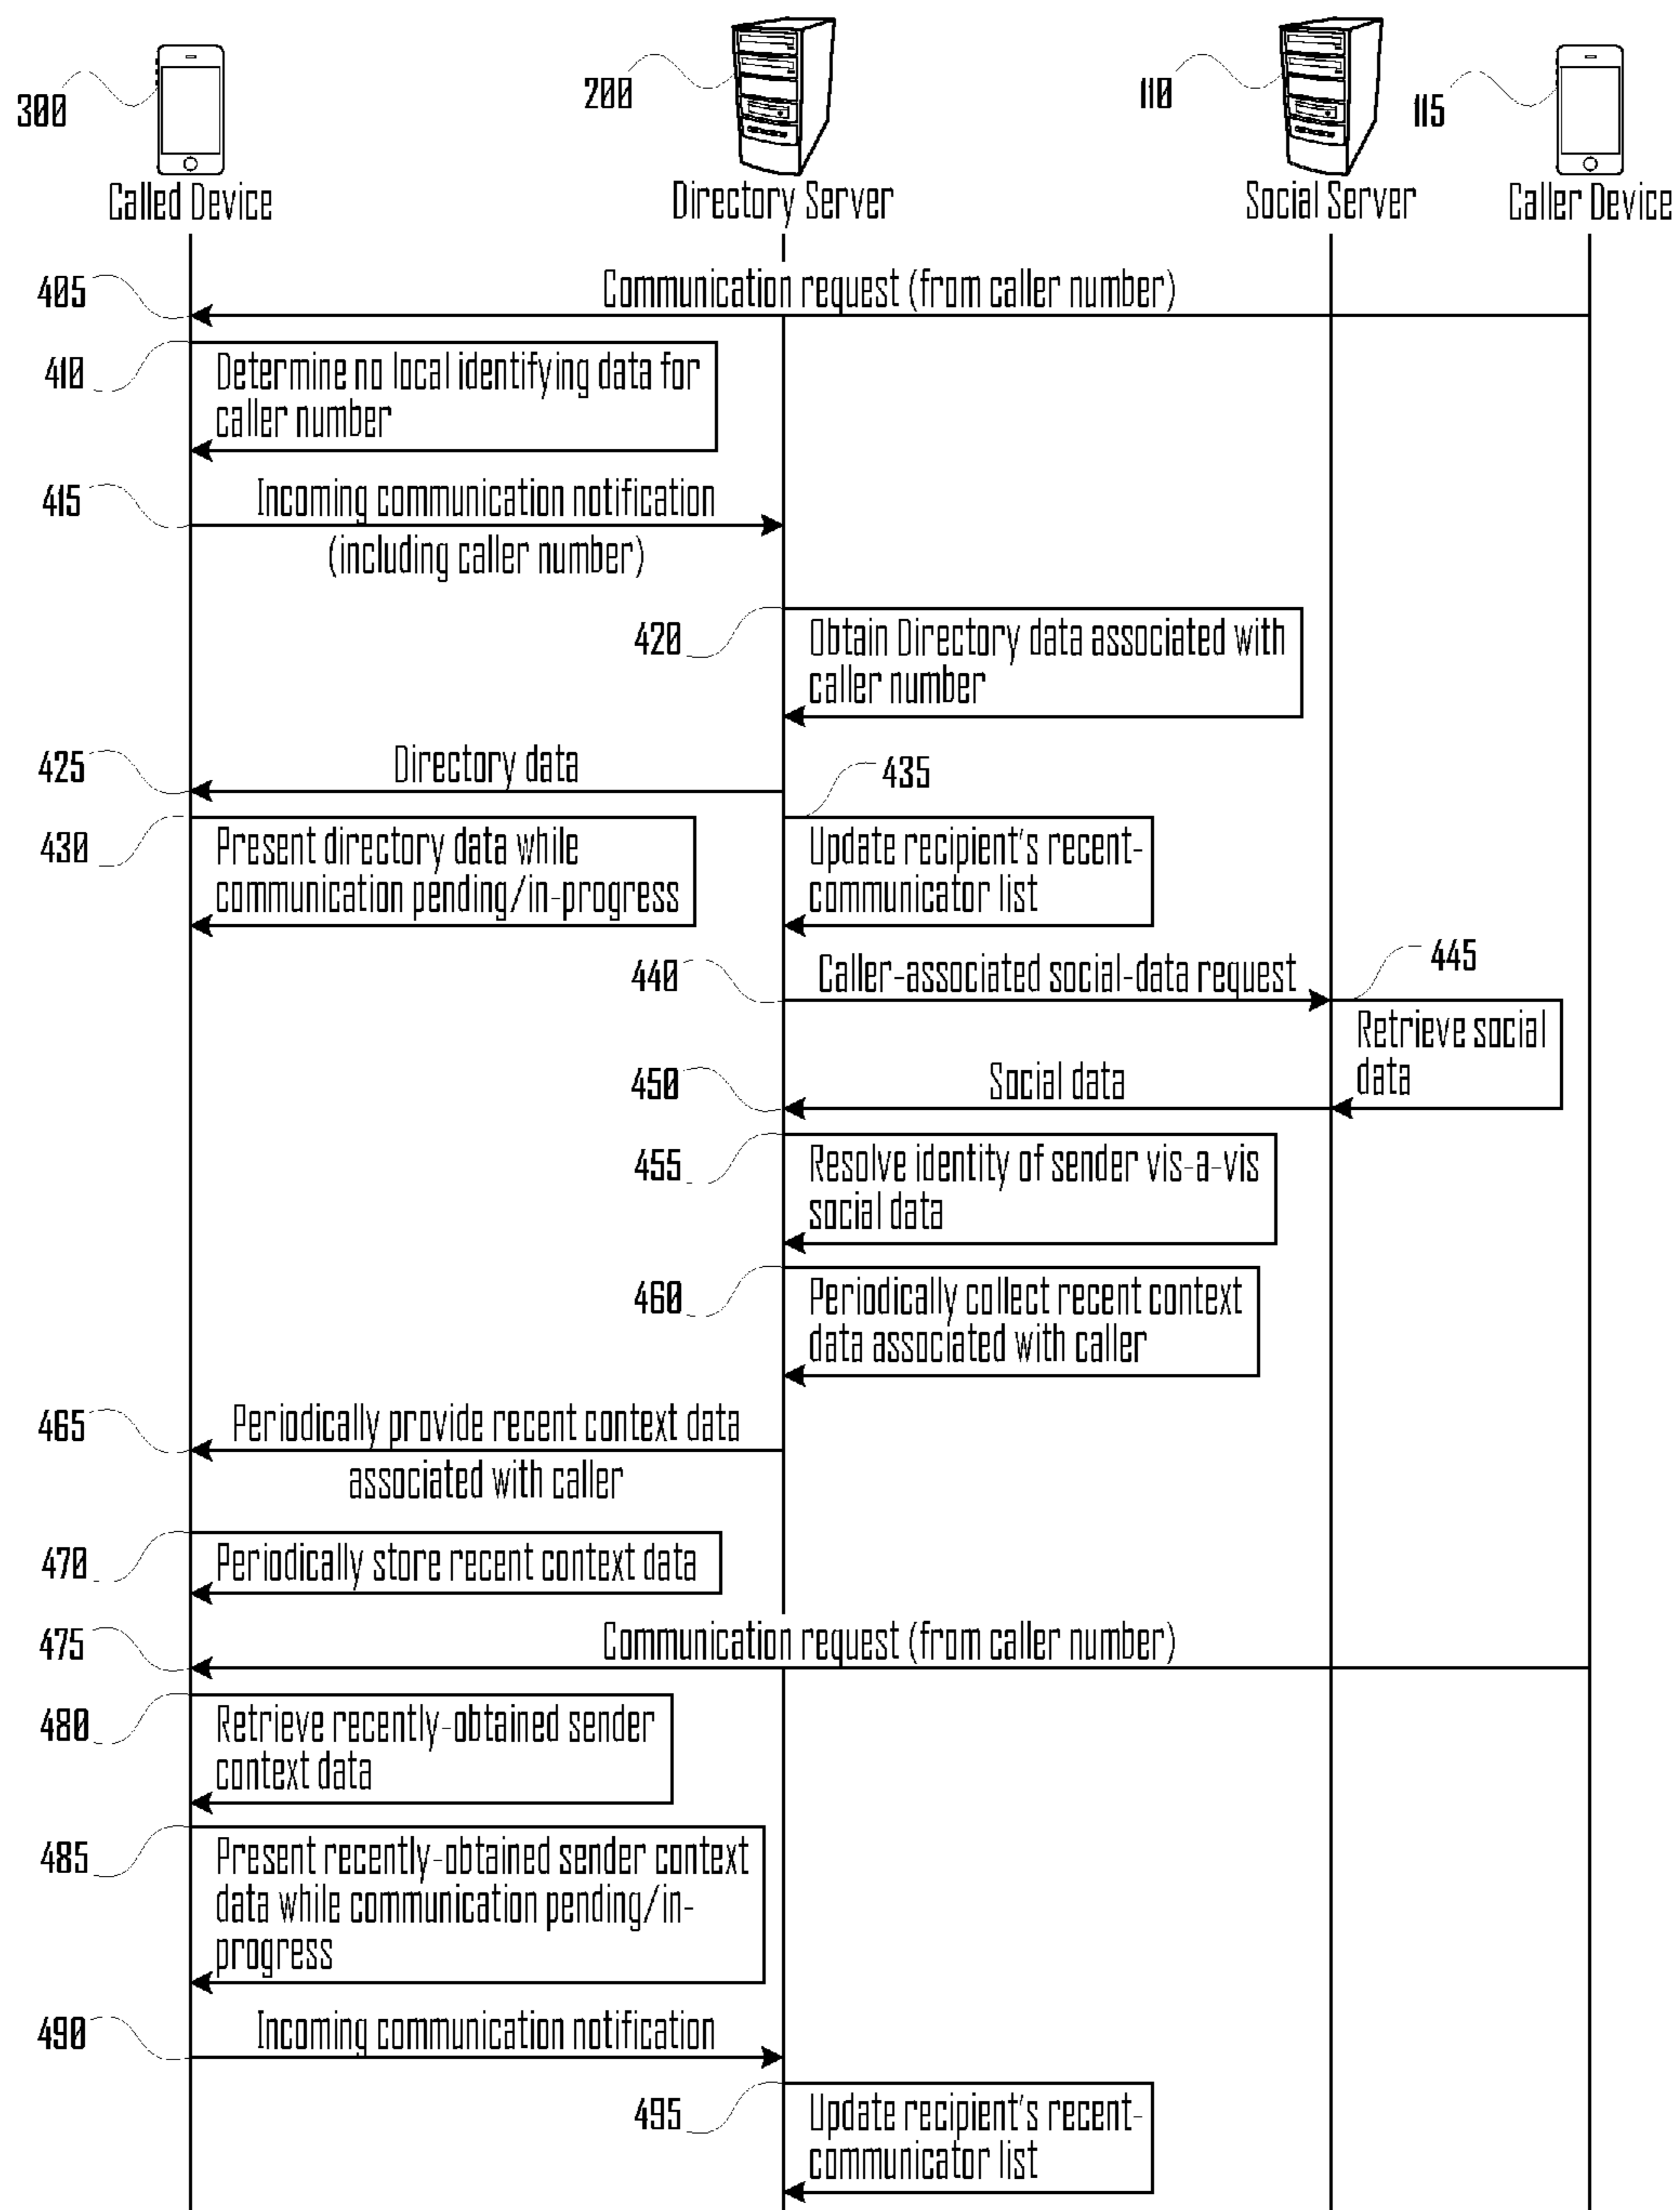 300
200
110
115
Called Device
Directory Server
Social Server
Caller Device
405
Communication request (from caller number)
410
Determine no local identifying data for
caller number
415
Incoming communication notification
(including caller number)
420
Obtain Directory data associated with
caller number
425
Directory data
435
430
Present directory data while
communication pending/in-progress
Update recipient's recent-
communicator list
440
Caller-associated social-data request
445
Retrieve social
data
450
Social data
455
Resolve identity of sender vis-a-vis
social data
460
Periodically collect recent context
data associated with caller
465
Periodically provide recent context data
associated with caller
470
Periodically store recent context data
475
Communication request (from caller number)
480
Retrieve recently-obtained sender
context data
485
Present recently-obtained sender context
data while communication pending/in-
progress
490
Incoming communication notification
495
Update recipient's recent-
communicator list